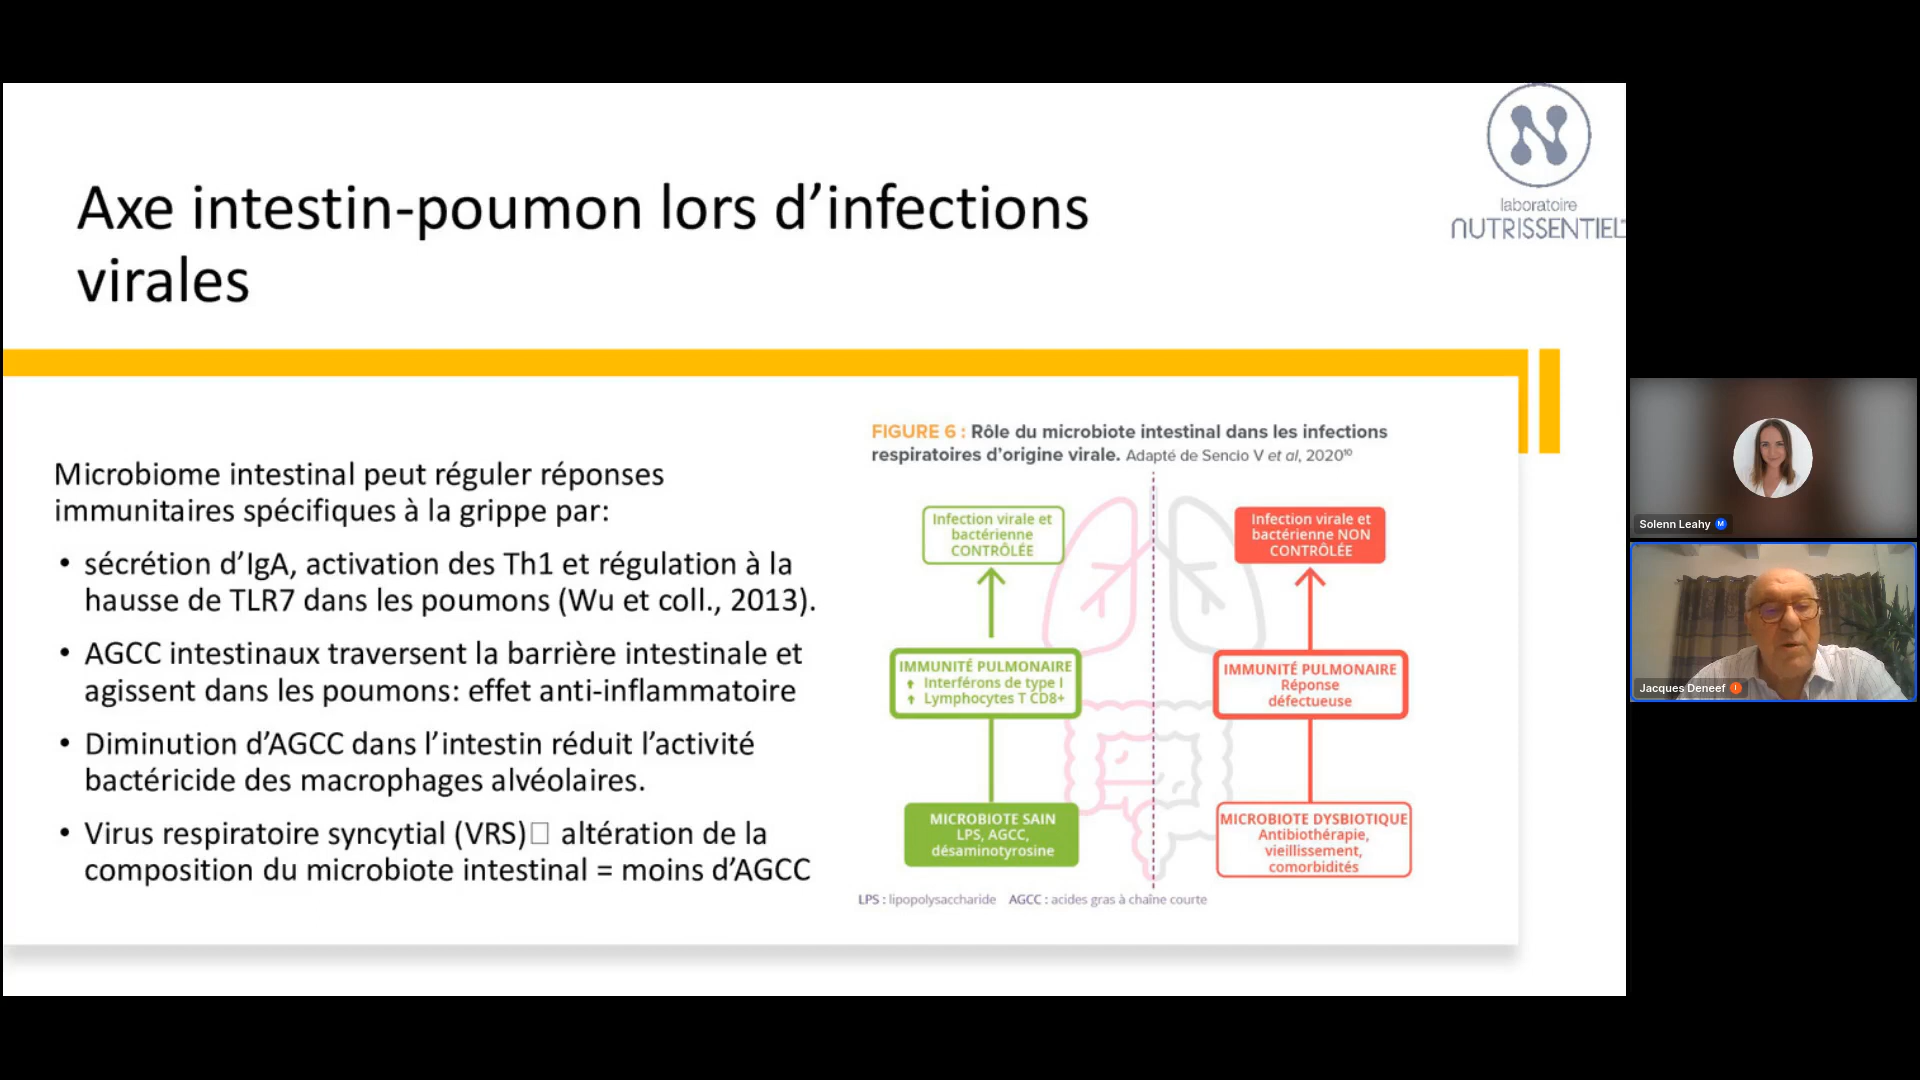 laboratoire
NUTRISSENTIEL
Axe intestin-poumon lors d’infections
virales
Microbiome intestinal peut réguler réponses
immunitaires spécifiques à la grippe par:
• sécrétion d’IgA, activation des Th1 et régulation à la
hausse de TLR7 dans les poumons (Wu et coll., 2013).
• AGCC intestinaux traversent la barrière intestinale et
agissent dans les poumons: effet anti-inflammatoire
• Diminution d’AGCC dans l’intestin réduit l’activité
bactéricide des macrophages alvéolaires.
• Virus respiratoire syncytial (VRS)□ altération de la
composition du microbiote intestinal = moins d’AGCC
FIGURE 6 : Rôle du microbiote intestinal dans les infections
respiratoires d’origine virale. Adapté de Sencio V et al, 2020¹⁰
Infection virale et
bactérienne
CONTRÔLÉE
IMMUNITÉ PULMONAIRE
↑ Interférons de type I
↑ Lymphocytes T CD8+
MICROBIOTE SAIN
LPS, AGCC,
désaminotyrosine
Infection virale et
bactérienne NON
CONTRÔLÉE
IMMUNITÉ PULMONAIRE
Réponse
défectueuse
MICROBIOTE DYSBIOTIQUE
Antibiothérapie,
vieillissement,
comorbidités
LPS : lipopolysaccharide AGCC : acides gras à chaîne courte
Solenn Leahy M
Jacques Deneef I